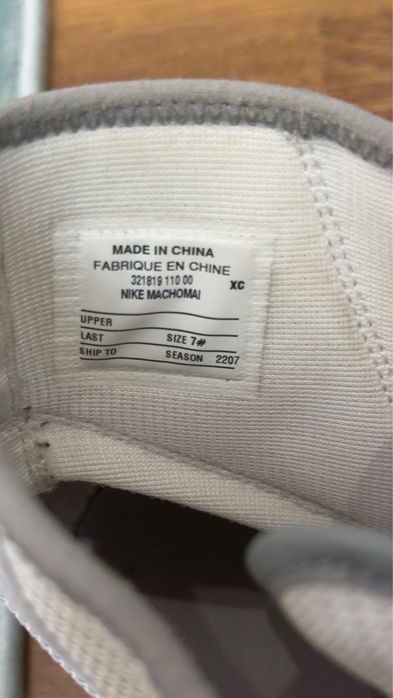 MADE IN CHINA
FABRIQUE EN CHINE
321819 110 00 XC
NIKE MACHOMAI
UPPER
LAST SIZE 7#
SHIP TO SEASON 2207